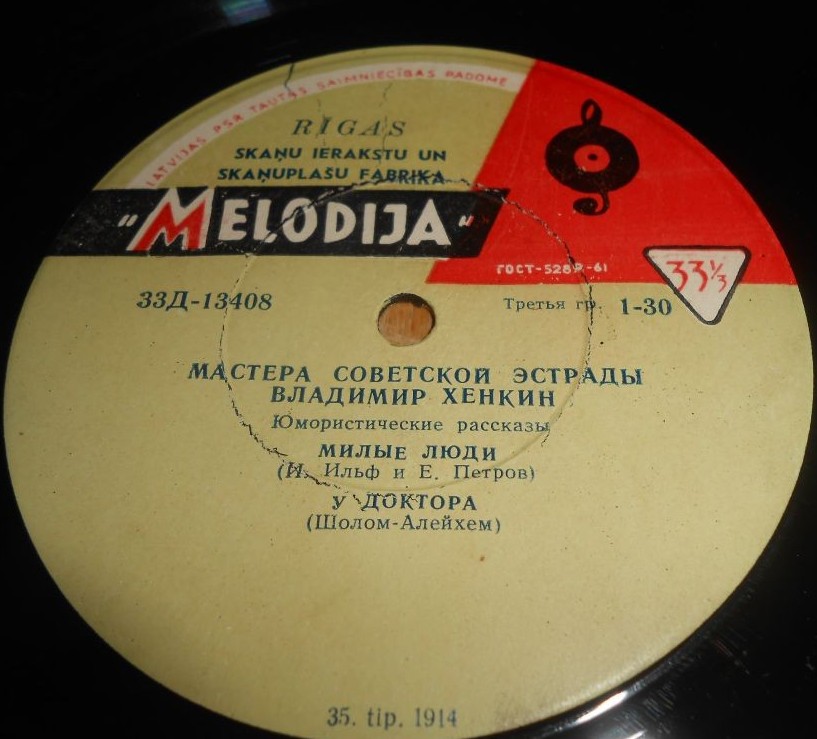 LATVIJAS PSR TAUTAS SAIMNIECĪBAS PADOME
RĪGAS
SKAŅU IERAKSTU UN
SKAŅUPLAŠU FABRIKA
"MELODIJA"
ГОСТ-5289-61
33⅓
33Д-13408
Третья гр. 1-30
МАСТЕРА СОВЕТСКОЙ ЭСТРАДЫ
ВЛАДИМИР ХЕНКИН
Юмористические рассказы
МИЛЫЕ ЛЮДИ
(И. Ильф и Е. Петров)
У ДОКТОРА
(Шолом-Алейхем)
35. tip. 1914